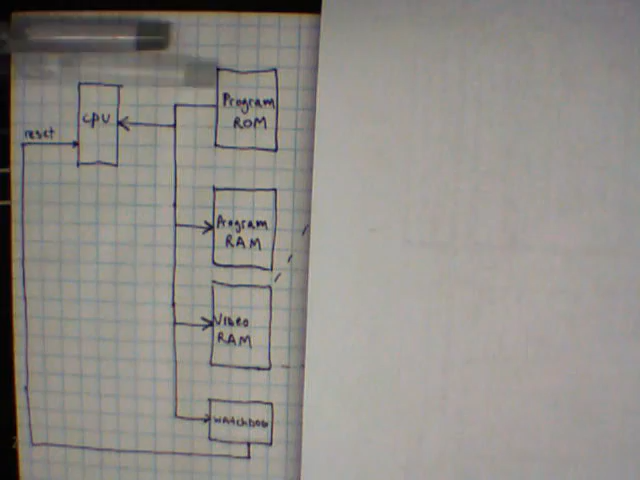 CPU
Program
ROM
reset
Program
RAM
Video
RAM
WATCHDOG